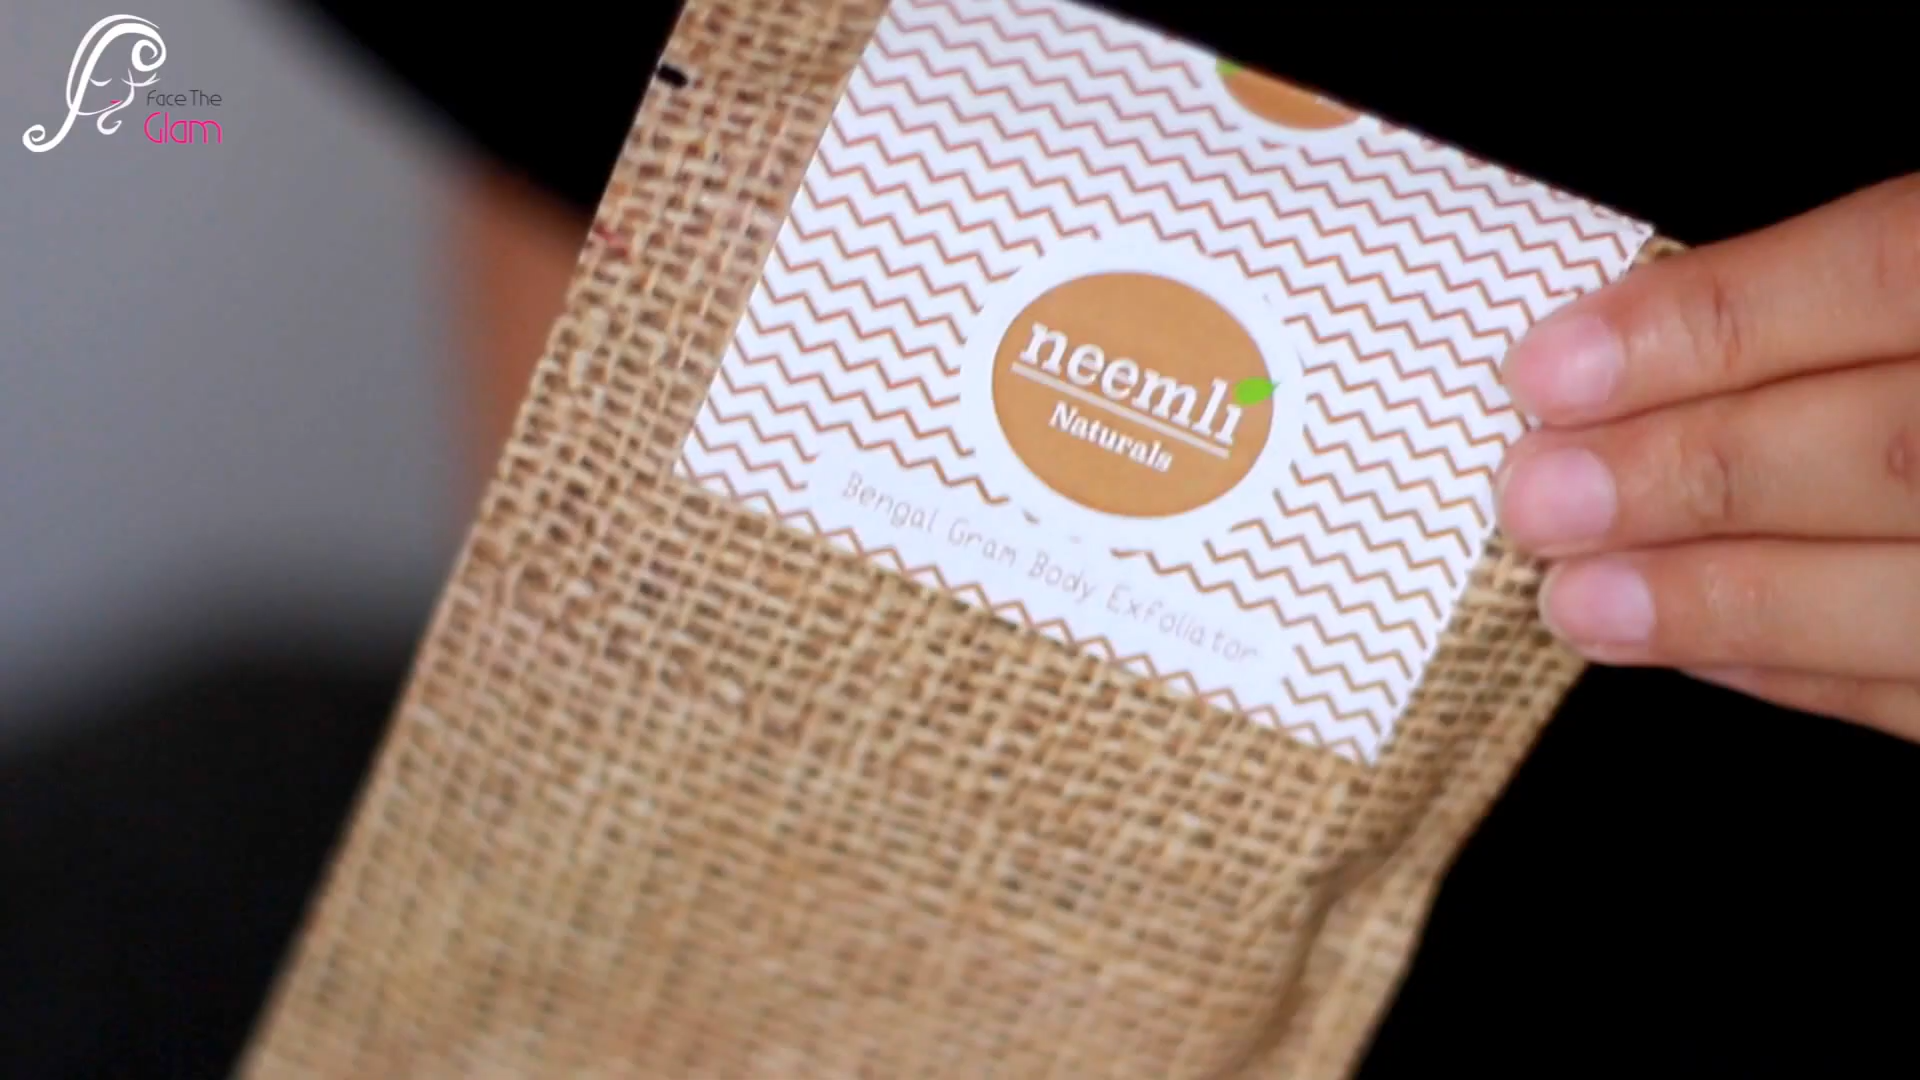 Face The
Glam
neemli
Naturals
Bengal Gram Body Exfoliator